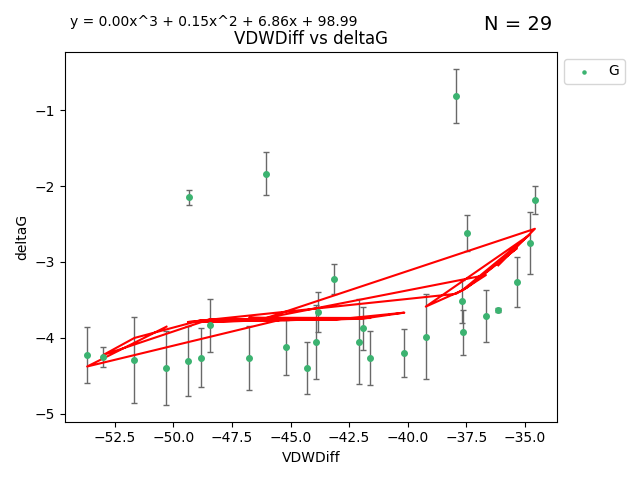 y = 0.00x^3 + 0.15x^2 + 6.86x + 98.99
N = 29
VDWDiff vs deltaG
G
−1
−2
−3
−4
−5
deltaG
−52.5 −50.0 −47.5 −45.0 −42.5 −40.0 −37.5 −35.0
VDWDiff